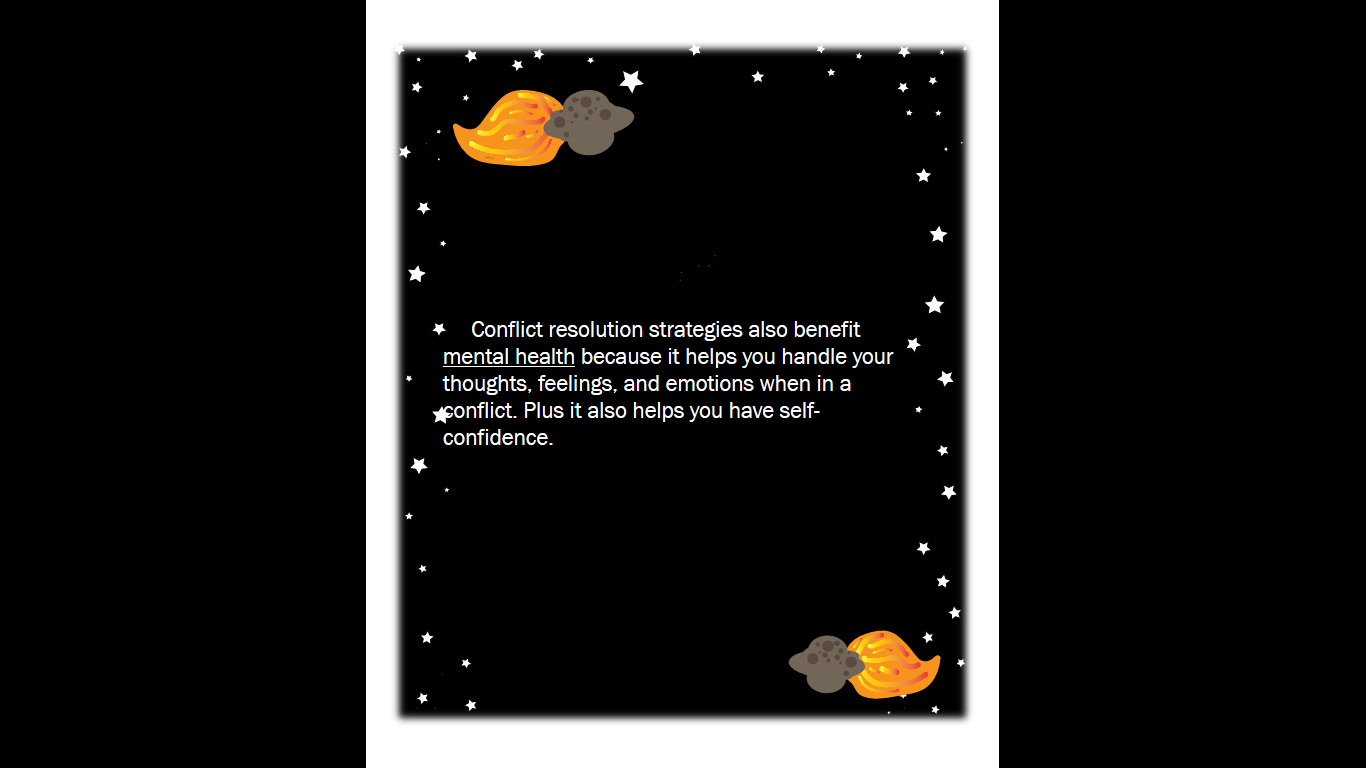 Conflict resolution strategies also benefit
mental health because it helps you handle your
thoughts, feelings, and emotions when in a
conflict. Plus it also helps you have self-
confidence.